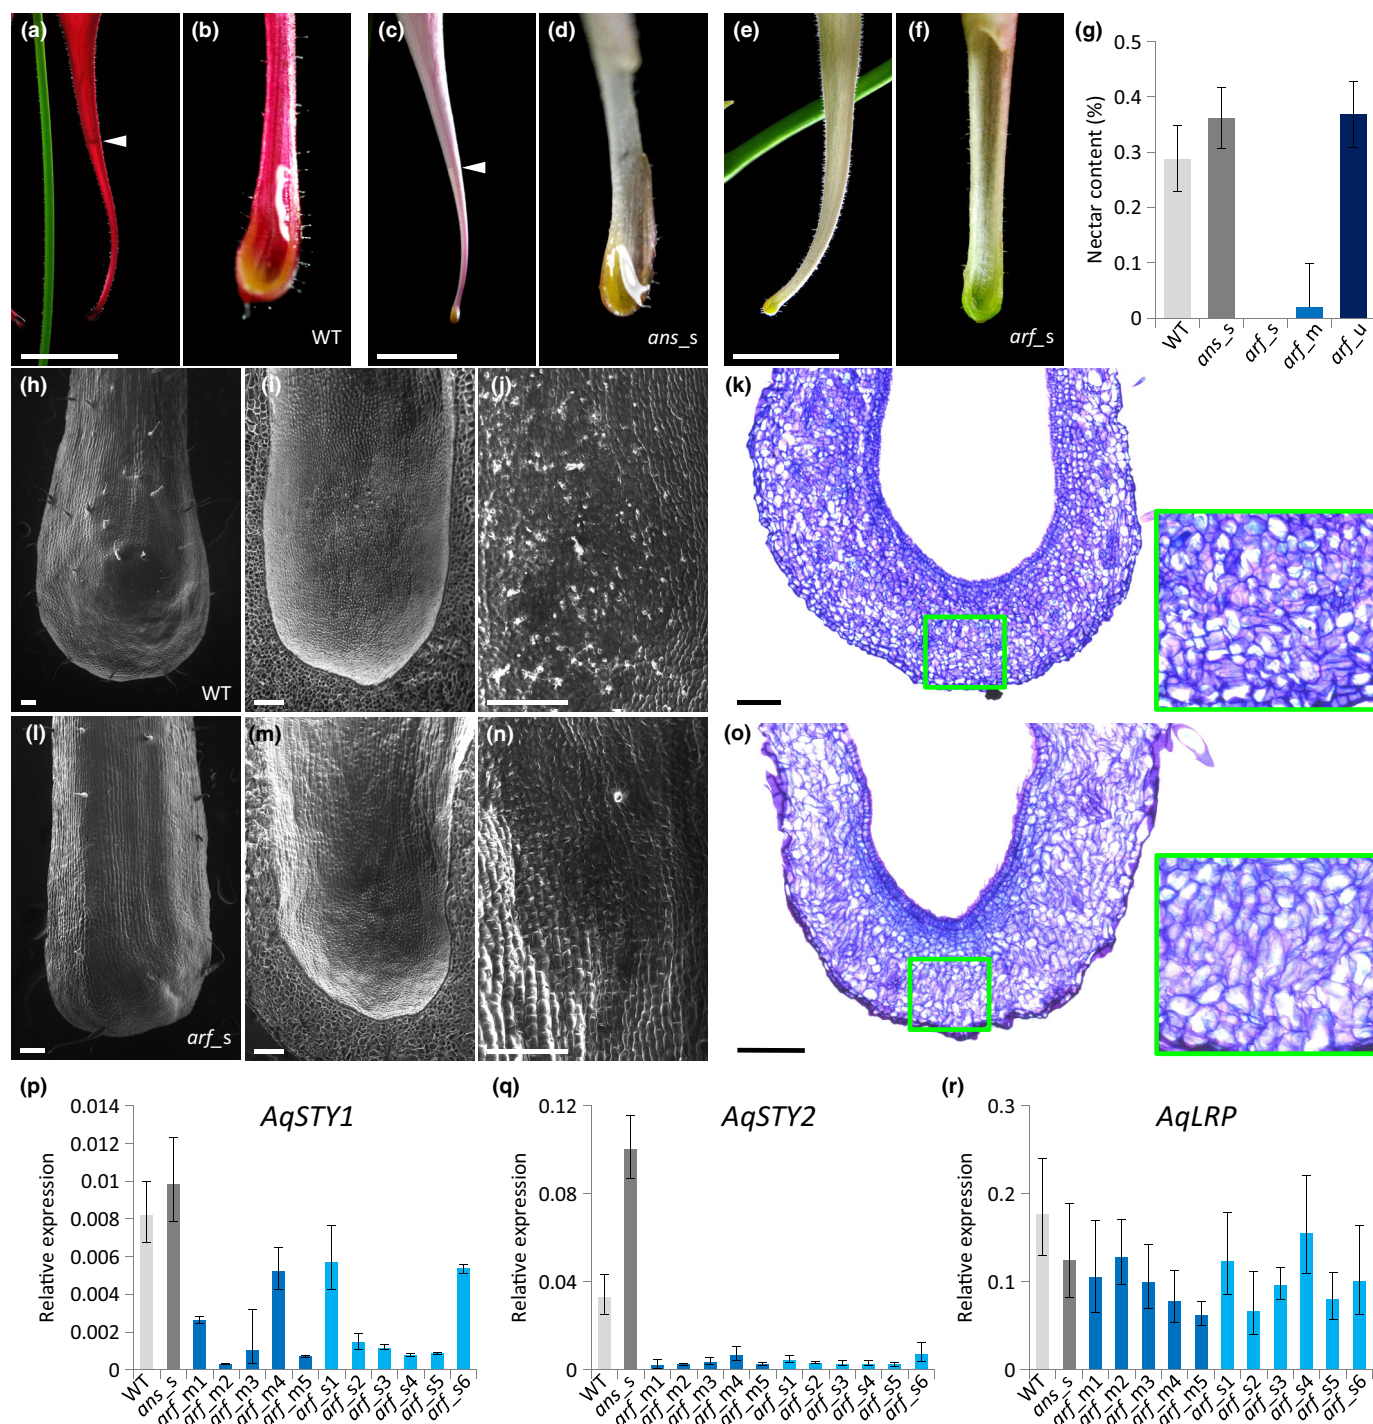 (a)
(b)
WT
(c)
(d)
ans_s
(e)
(f)
arf_s
(g)
Nectar content (%)
0.5
0.4
0.3
0.2
0.1
0
WT
ans_s
arf_s
arf_m
arf_u
(h)
WT
(i)
(j)
(k)
(l)
arf_s
(m)
(n)
(o)
(p)
AqSTY1
Relative expression
0.014
0.012
0.01
0.008
0.006
0.004
0.002
0
WT
ans_s
arf_m1
arf_m2
arf_m3
arf_m4
arf_m5
arf_s1
arf_s2
arf_s3
arf_s4
arf_s5
arf_s6
(q)
AqSTY2
Relative expression
0.12
0.08
0.04
0
WT
ans_s
arf_m1
arf_m2
arf_m3
arf_m4
arf_m5
arf_s1
arf_s2
arf_s3
arf_s4
arf_s5
arf_s6
(r)
AqLRP
Relative expression
0.3
0.2
0.1
0
WT
ans_s
arf_m1
arf_m2
arf_m3
arf_m4
arf_m5
arf_s1
arf_s2
arf_s3
arf_s4
arf_s5
arf_s6